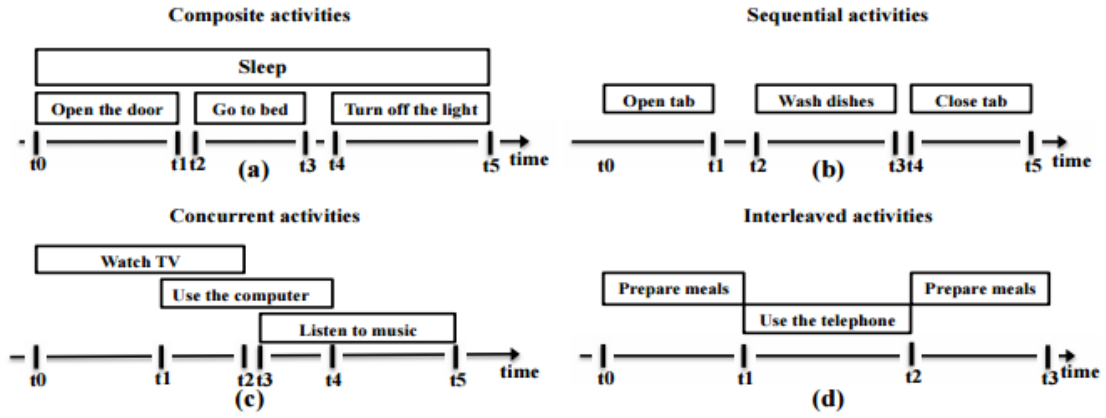 Composite activities
Sleep
Open the door Go to bed Turn off the light
t0 t1 t2 t3 t4 t5 time
(a)
Sequential activities
Open tab Wash dishes Close tab
t0 t1 t2 t3 t4 t5 time
(b)
Concurrent activities
Watch TV
Use the computer
Listen to music
t0 t1 t2 t3 t4 t5 time
(c)
Interleaved activities
Prepare meals Prepare meals
Use the telephone
t0 t1 t2 t3 time
(d)